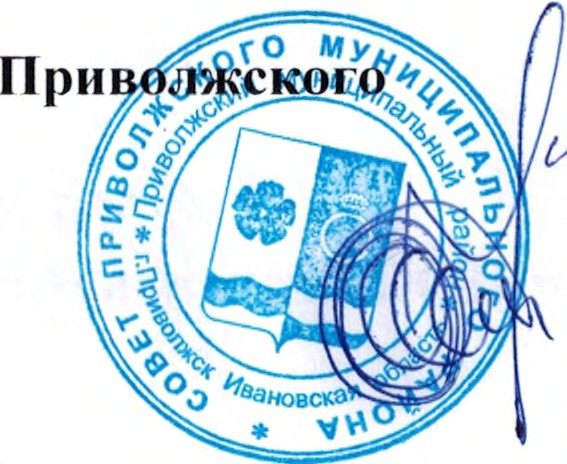 Приволжского
СОВЕТ ПРИВОЛЖСКОГО МУНИЦИПАЛЬНОГО РАЙОНА *
* Приволжский муниципальный район * Ивановская область
г. Приволжск